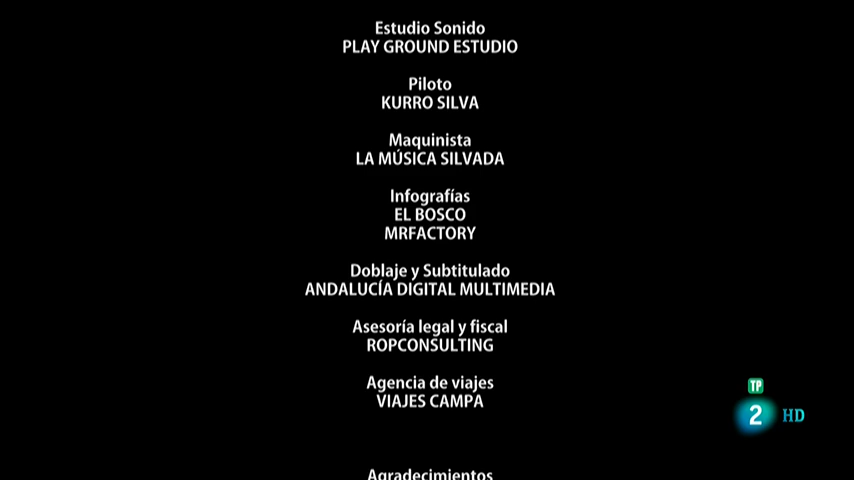 Estudio Sonido
PLAY GROUND ESTUDIO
Piloto
KURRO SILVA
Maquinista
LA MÚSICA SILVADA
Infografías
EL BOSCO
MRFACTORY
Doblaje y Subtitulado
ANDALUCÍA DIGITAL MULTIMEDIA
Asesoría legal y fiscal
ROPCONSULTING
Agencia de viajes
VIAJES CAMPA
TP
2 HD
Agradecimientos